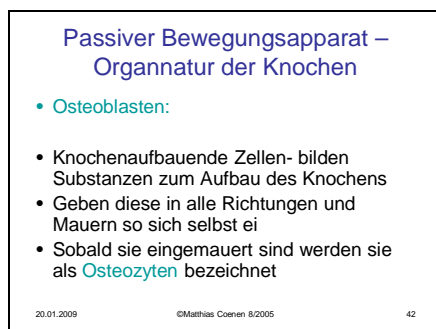 Passiver Bewegungsapparat –
Organnatur der Knochen
• Osteoblasten:
• Knochenaufbauende Zellen- bilden
Substanzen zum Aufbau des Knochens
• Geben diese in alle Richtungen und
Mauern so sich selbst ei
• Sobald sie eingemauert sind werden sie
als Osteozyten bezeichnet
20.01.2009 ©Matthias Coenen 8/2005 42